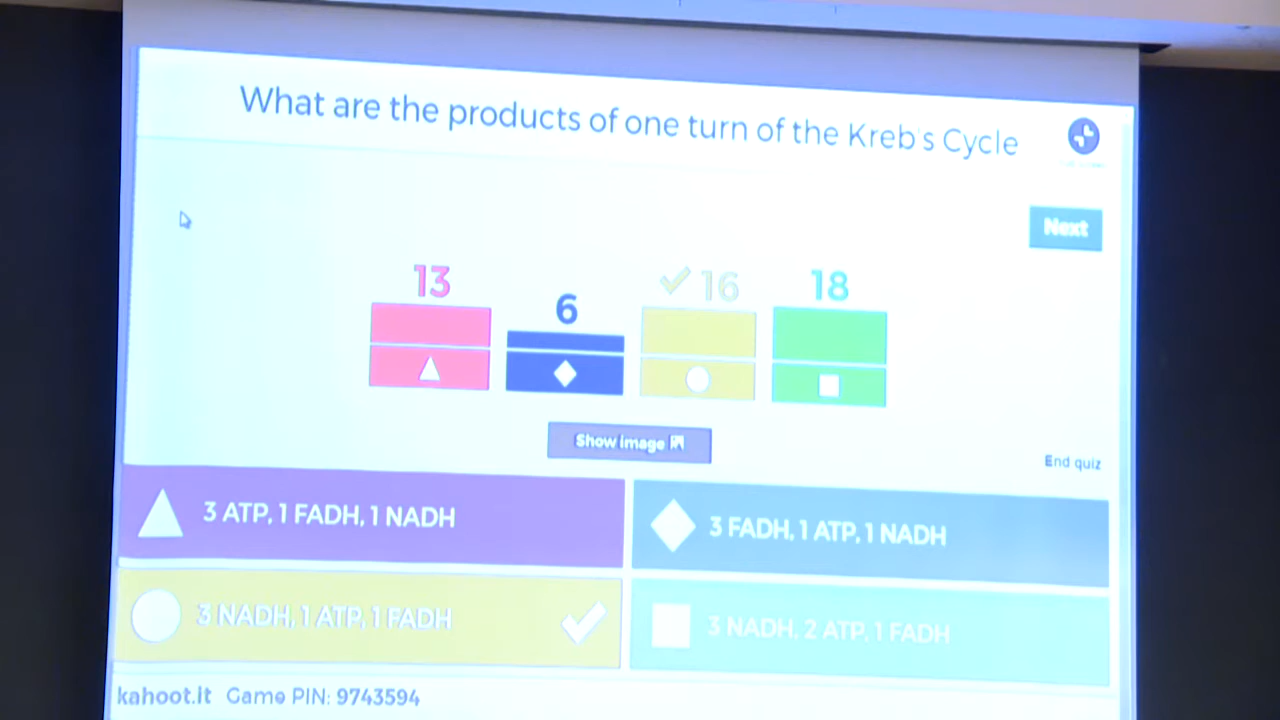 What are the products of one turn of the Kreb's Cycle
Next
13
6
16
18
Show image
End quiz
3 ATP, 1 FADH, 1 NADH
3 FADH, 1 ATP, 1 NADH
3 NADH, 1 ATP, 1 FADH
3 NADH, 2 ATP, 1 FADH
kahoot.it Game PIN: 9743594